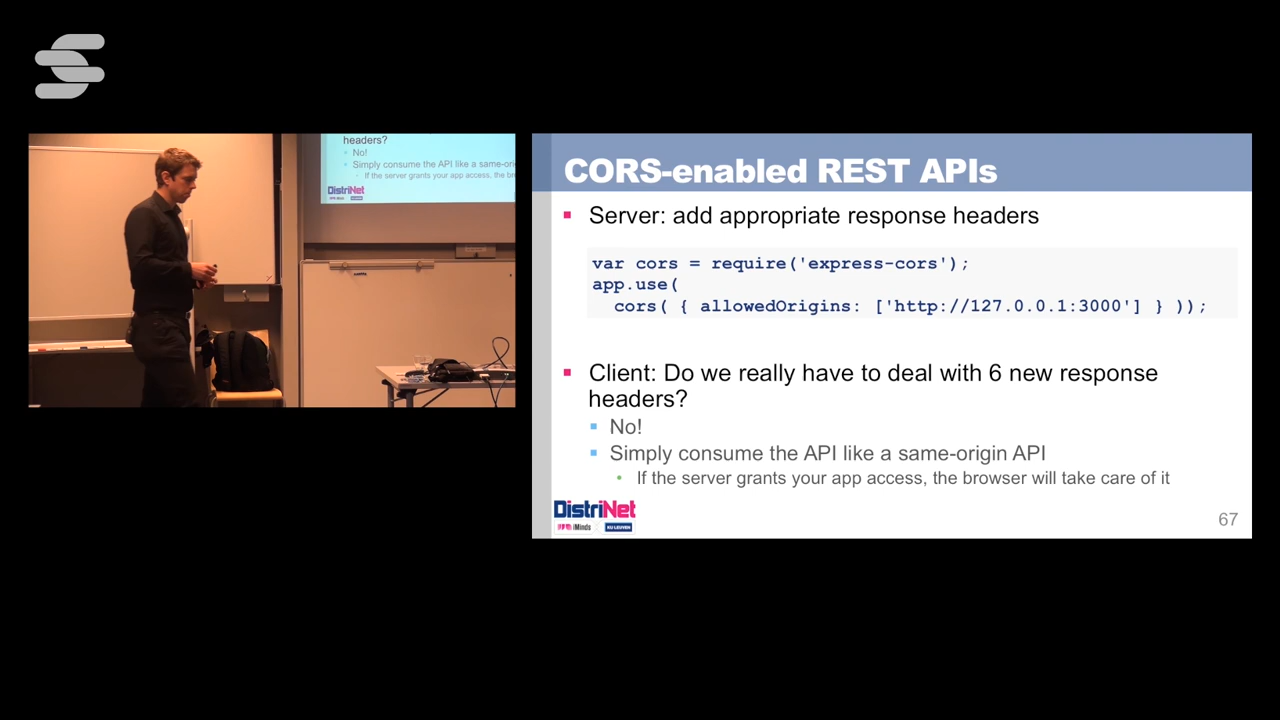 headers?
No!
Simply consume the API like a same-ori
If the server grants your app access, the br
DistriNet
CORS-enabled REST APIs
Server: add appropriate response headers
var cors = require('express-cors');
app.use(
cors( { allowedOrigins: ['http://127.0.0.1:3000'] } ));
Client: Do we really have to deal with 6 new response
headers?
No!
Simply consume the API like a same-origin API
If the server grants your app access, the browser will take care of it
DistriNet
iMinds
KU LEUVEN
67